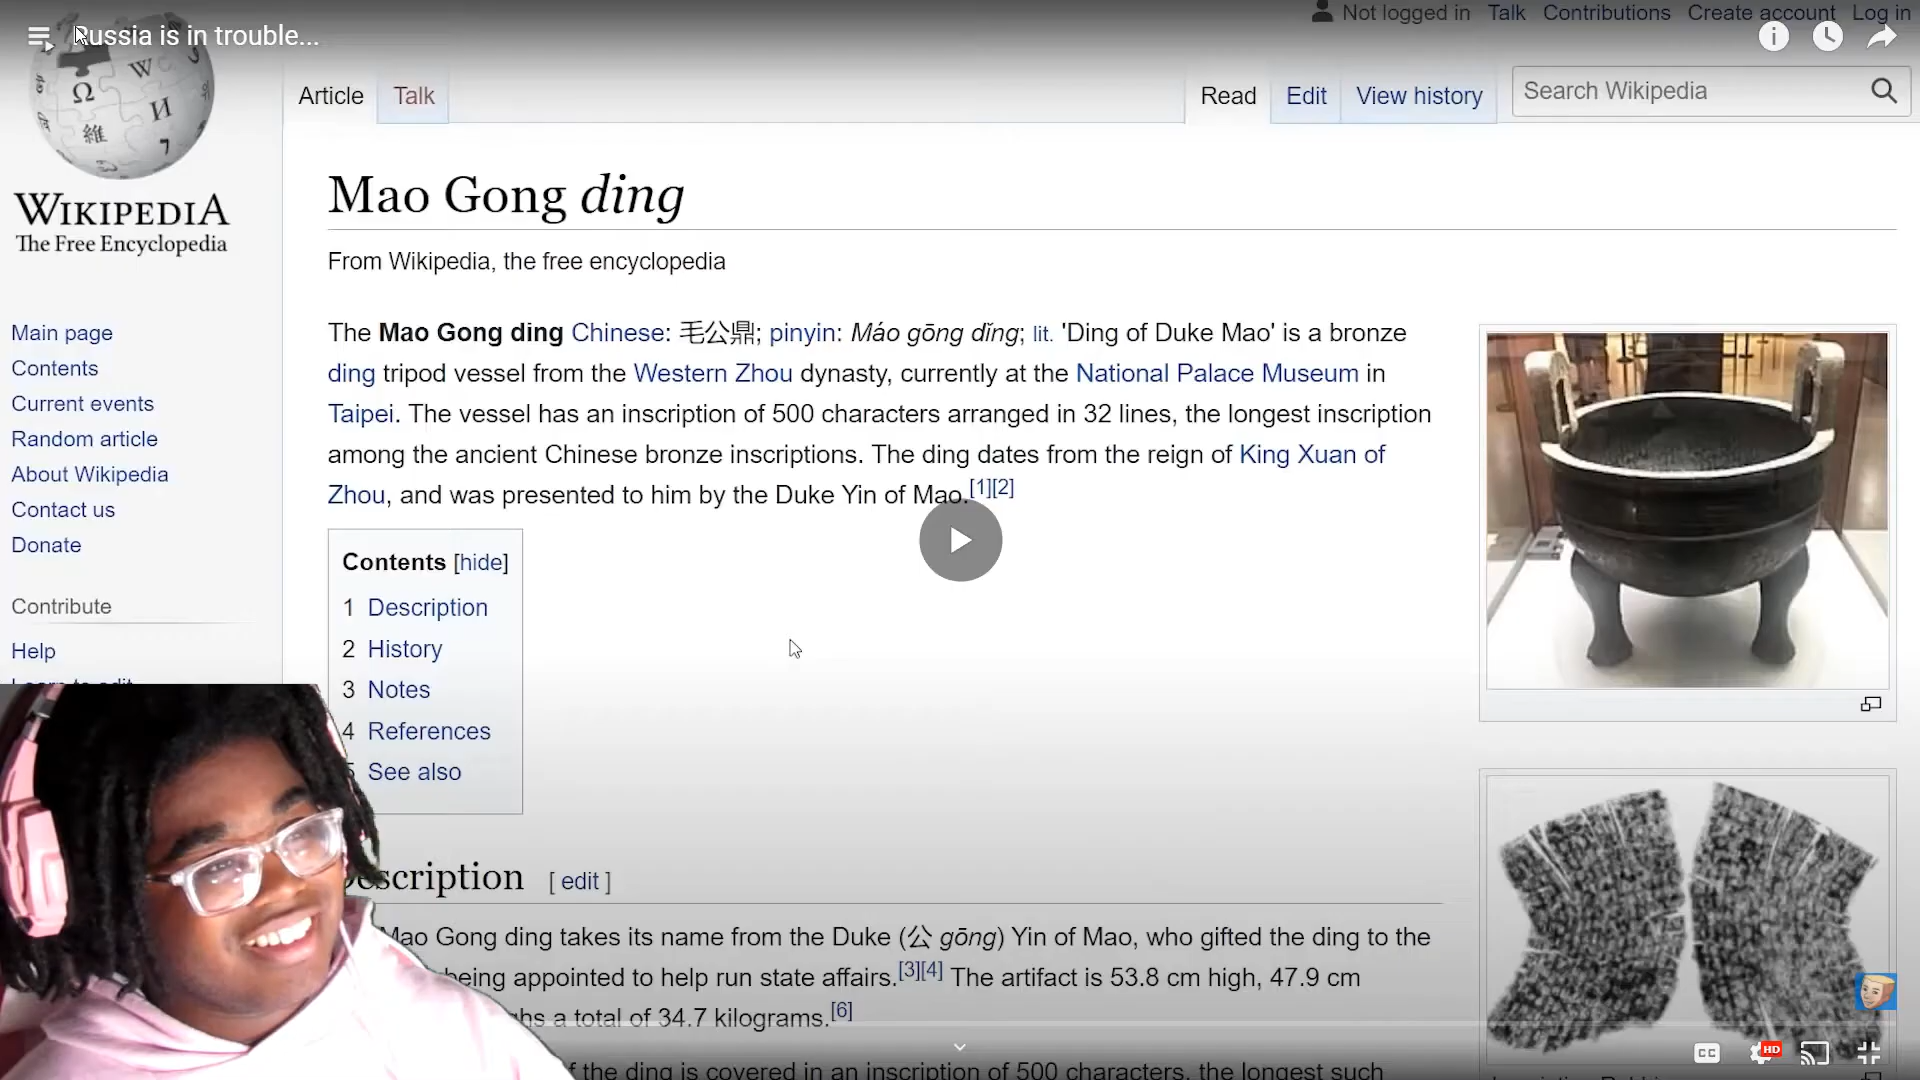 Not logged in Talk Contributions Create account Log in
Russia is in trouble...
Article Talk Read Edit View history Search Wikipedia
Ω W И 維 7
WIKIPEDIA
The Free Encyclopedia
Mao Gong ding
From Wikipedia, the free encyclopedia
Main page
Contents
Current events
Random article
About Wikipedia
Contact us
Donate
Contribute
Help
Learn to edit
The Mao Gong ding Chinese: 毛公鼎; pinyin: Máo gōng dǐng; lit. 'Ding of Duke Mao' is a bronze
ding tripod vessel from the Western Zhou dynasty, currently at the National Palace Museum in
Taipei. The vessel has an inscription of 500 characters arranged in 32 lines, the longest inscription
among the ancient Chinese bronze inscriptions. The ding dates from the reign of King Xuan of
Zhou, and was presented to him by the Duke Yin of Mao.[1][2]
Contents [hide]
1 Description
2 History
3 Notes
4 References
5 See also
Description [ edit ]
Mao Gong ding takes its name from the Duke (公 gōng) Yin of Mao, who gifted the ding to the
being appointed to help run state affairs.[3][4] The artifact is 53.8 cm high, 47.9 cm
a total of 34.7 kilograms.[6]
f the ding is covered in an inscription of 500 characters, the longest such
CC HD